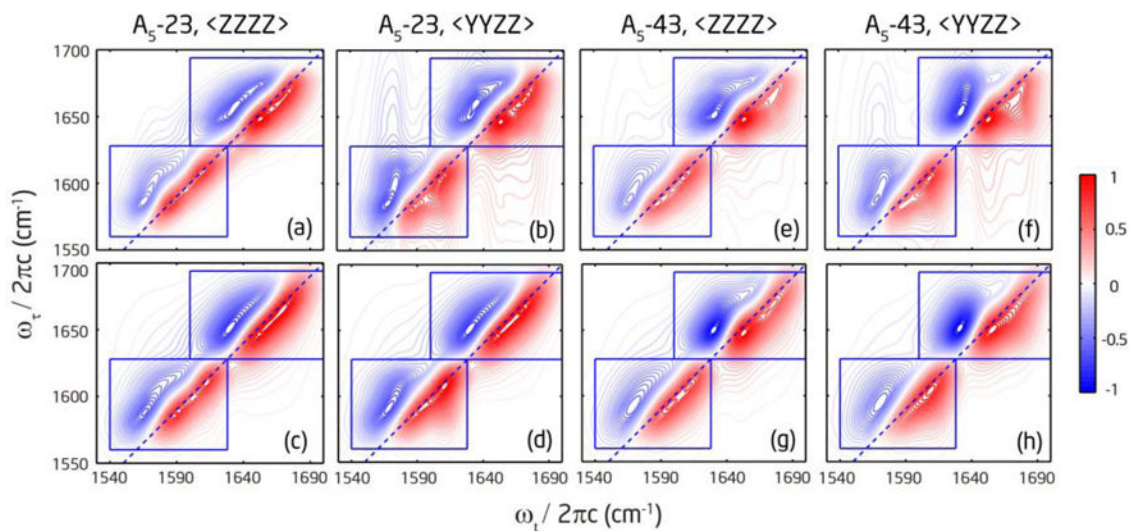 A₅-23, <ZZZZ> A₅-23, <YYZZ> A₅-43, <ZZZZ> A₅-43, <YYZZ>
1700
1650
1600
1550
(a) (b) (e) (f)
1
0.5
0
-0.5
-1
ω_τ / 2πc (cm⁻¹)
1700
1650
1600
1550
(c) (d) (g) (h)
1540 1590 1640 1690 1540 1590 1640 1690 1540 1590 1640 1690 1540 1590 1640 1690
ω_t / 2πc (cm⁻¹)